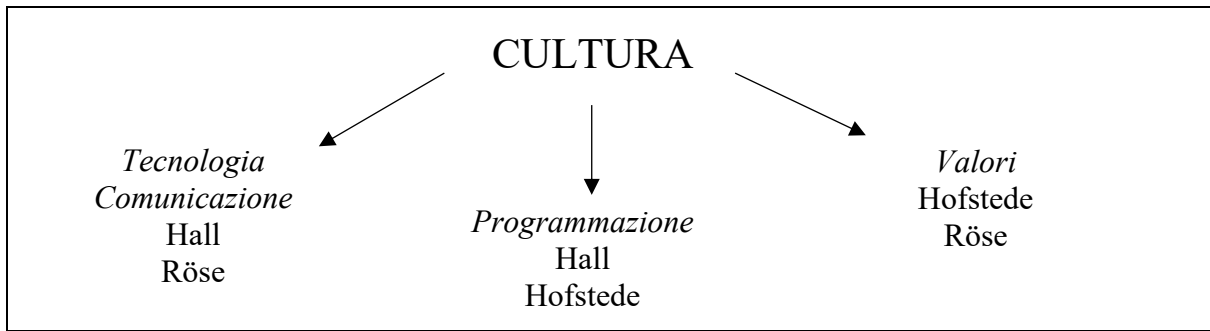 CULTURA
Tecnologia
Comunicazione
Hall
Röse
Programmazione
Hall
Hofstede
Valori
Hofstede
Röse